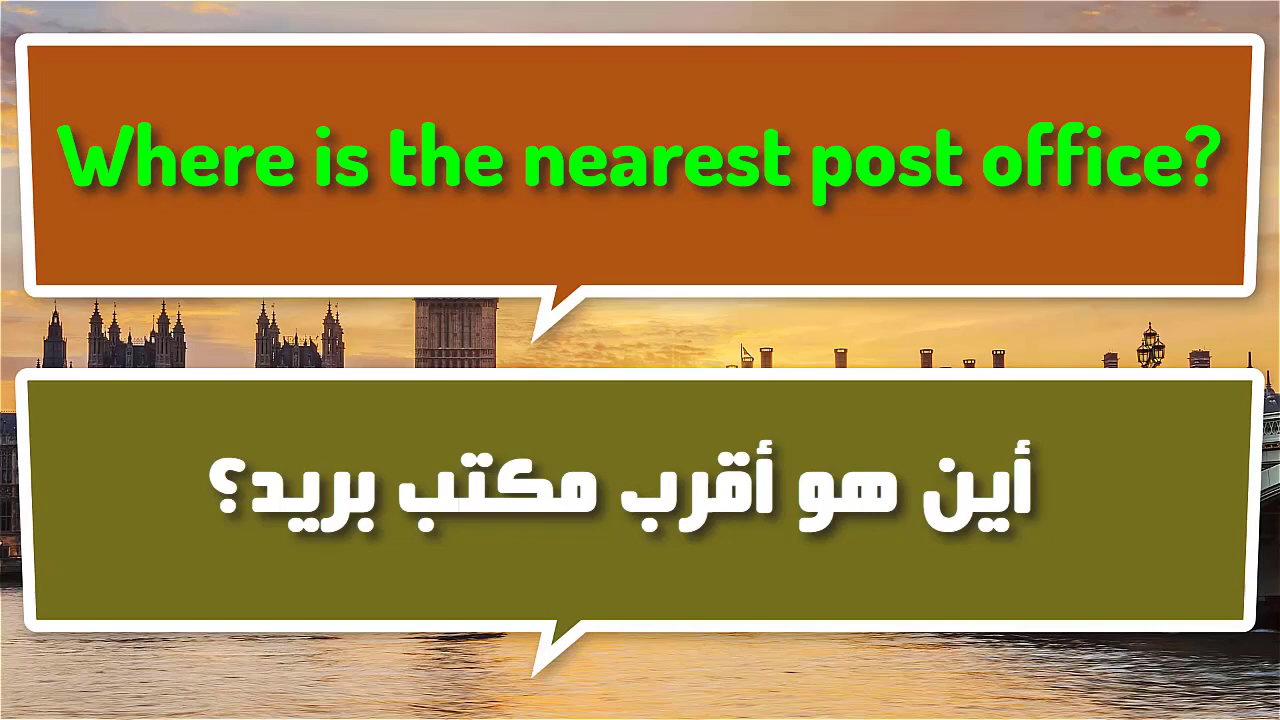 Where is the nearest post office?
أين هو أقرب مكتب بريد؟